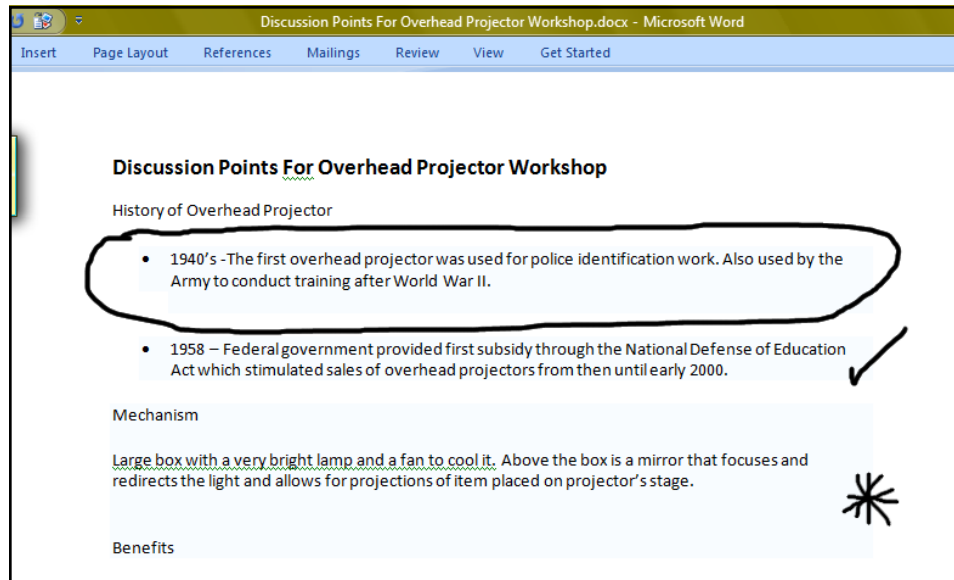 Discussion Points For Overhead Projector Workshop.docx - Microsoft Word
Insert Page Layout References Mailings Review View Get Started
Discussion Points For Overhead Projector Workshop
History of Overhead Projector
• 1940's -The first overhead projector was used for police identification work. Also used by the
Army to conduct training after World War II.
• 1958 – Federal government provided first subsidy through the National Defense of Education
Act which stimulated sales of overhead projectors from then until early 2000.
Mechanism
Large box with a very bright lamp and a fan to cool it. Above the box is a mirror that focuses and
redirects the light and allows for projections of item placed on projector's stage.
Benefits